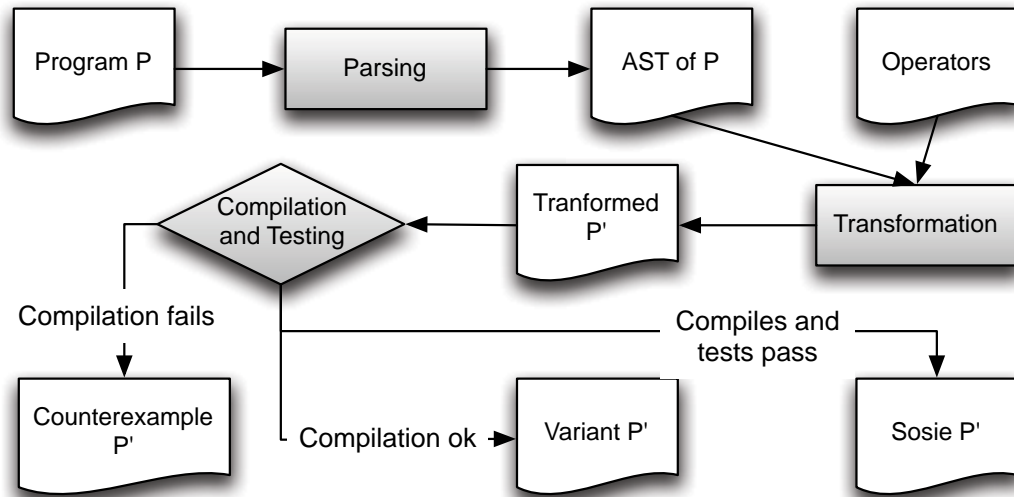 Program P
Parsing
AST of P
Operators
Compilation
and Testing
Tranformed
P'
Transformation
Compilation fails
Compiles and
tests pass
Counterexample
P'
Compilation ok
Variant P'
Sosie P'